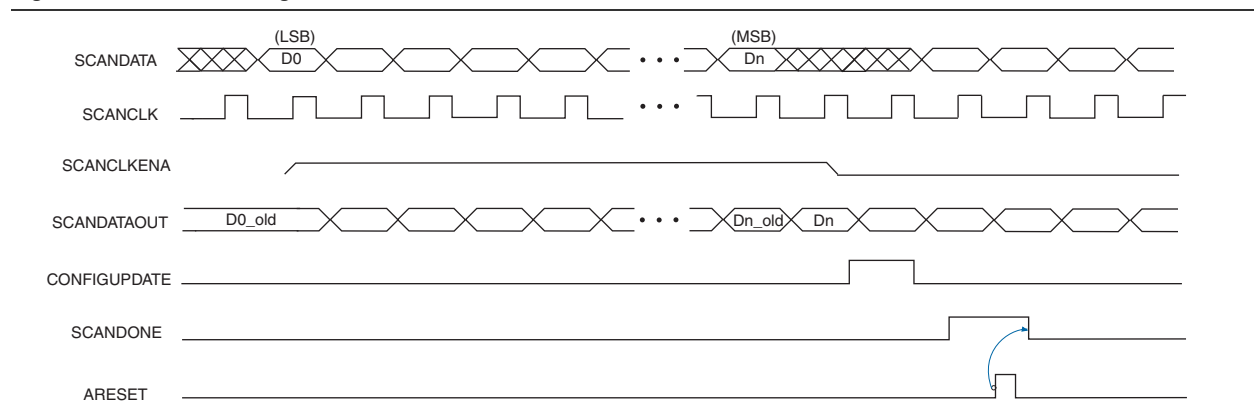 (LSB)
(MSB)
SCANDATA
D0
Dn
SCANCLK
SCANCLKENA
SCANDATAOUT
D0_old
Dn_old
Dn
CONFIGUPDATE
SCANDONE
ARESET